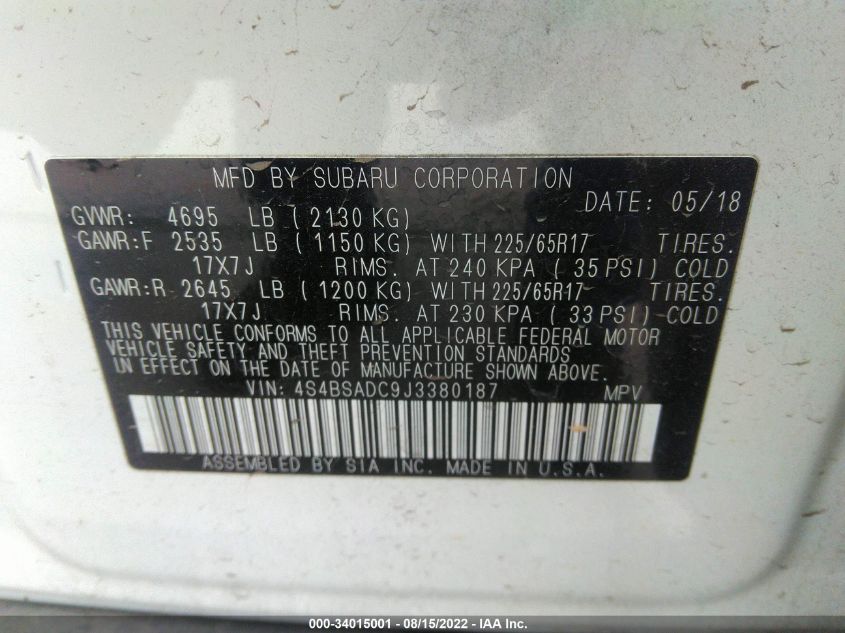 MFD BY SUBARU CORPORATION
DATE: 05/18
GVWR: 4695 LB ( 2130 KG)
GAWR:F 2535 LB ( 1150 KG) WITH 225/65R17 TIRES.
17X7J RIMS. AT 240 KPA ( 35 PSI) COLD
GAWR:R 2645 LB ( 1200 KG) WITH 225/65R17 TIRES.
17X7J RIMS. AT 230 KPA ( 33 PSI) COLD
THIS VEHICLE CONFORMS TO ALL APPLICABLE FEDERAL MOTOR
VEHICLE SAFETY AND THEFT PREVENTION STANDARDS
IN EFFECT ON THE DATE OF MANUFACTURE SHOWN ABOVE.
VIN: 4S4BSADC9J3380187 MPV
ASSEMBLED BY SIA INC. MADE IN U.S.A.
000-34015001 - 08/15/2022 - IAA Inc.